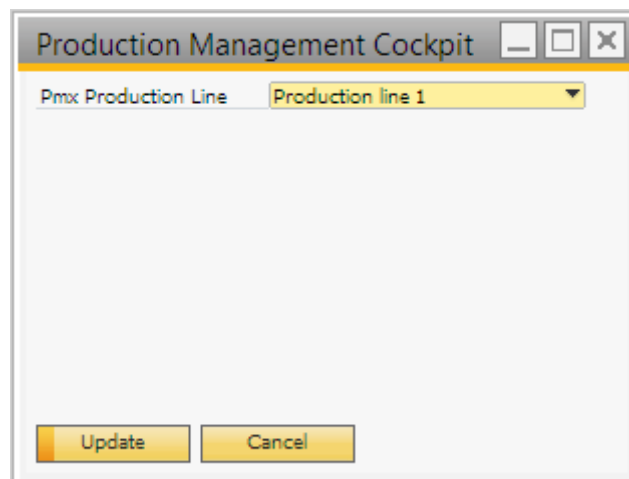 Production Management Cockpit
Pmx Production Line Production line 1
Update Cancel